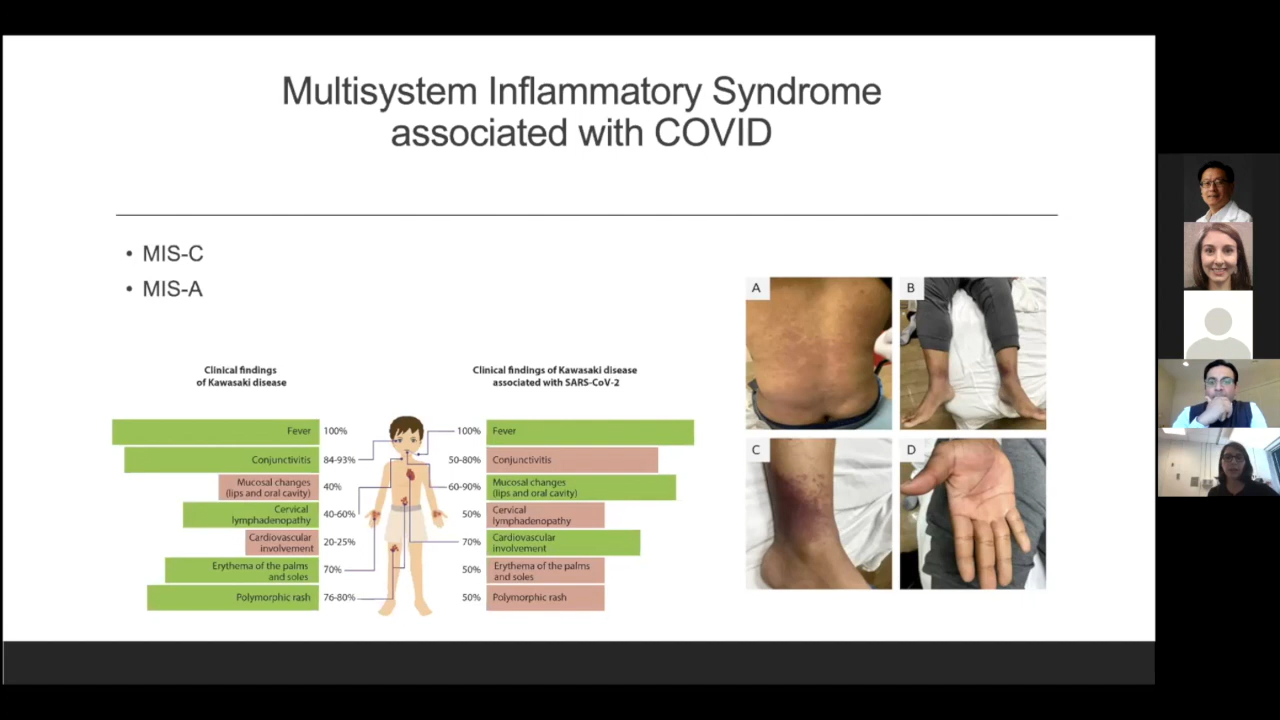 Multisystem Inflammatory Syndrome
associated with COVID
• MIS-C
• MIS-A
Clinical findings
of Kawasaki disease
Clinical findings of Kawasaki disease
associated with SARS-CoV-2
Fever 100% 100% Fever
Conjunctivitis 84-93% 50-80% Conjunctivitis
Mucosal changes
(lips and oral cavity) 40% 60-90% Mucosal changes
(lips and oral cavity)
Cervical
lymphadenopathy 40-60% 50% Cervical
lymphadenopathy
Cardiovascular
involvement 20-25% 70% Cardiovascular
involvement
Erythema of the palms
and soles 70% 50% Erythema of the palms
and soles
Polymorphic rash 76-80% 50% Polymorphic rash
A
B
C
D